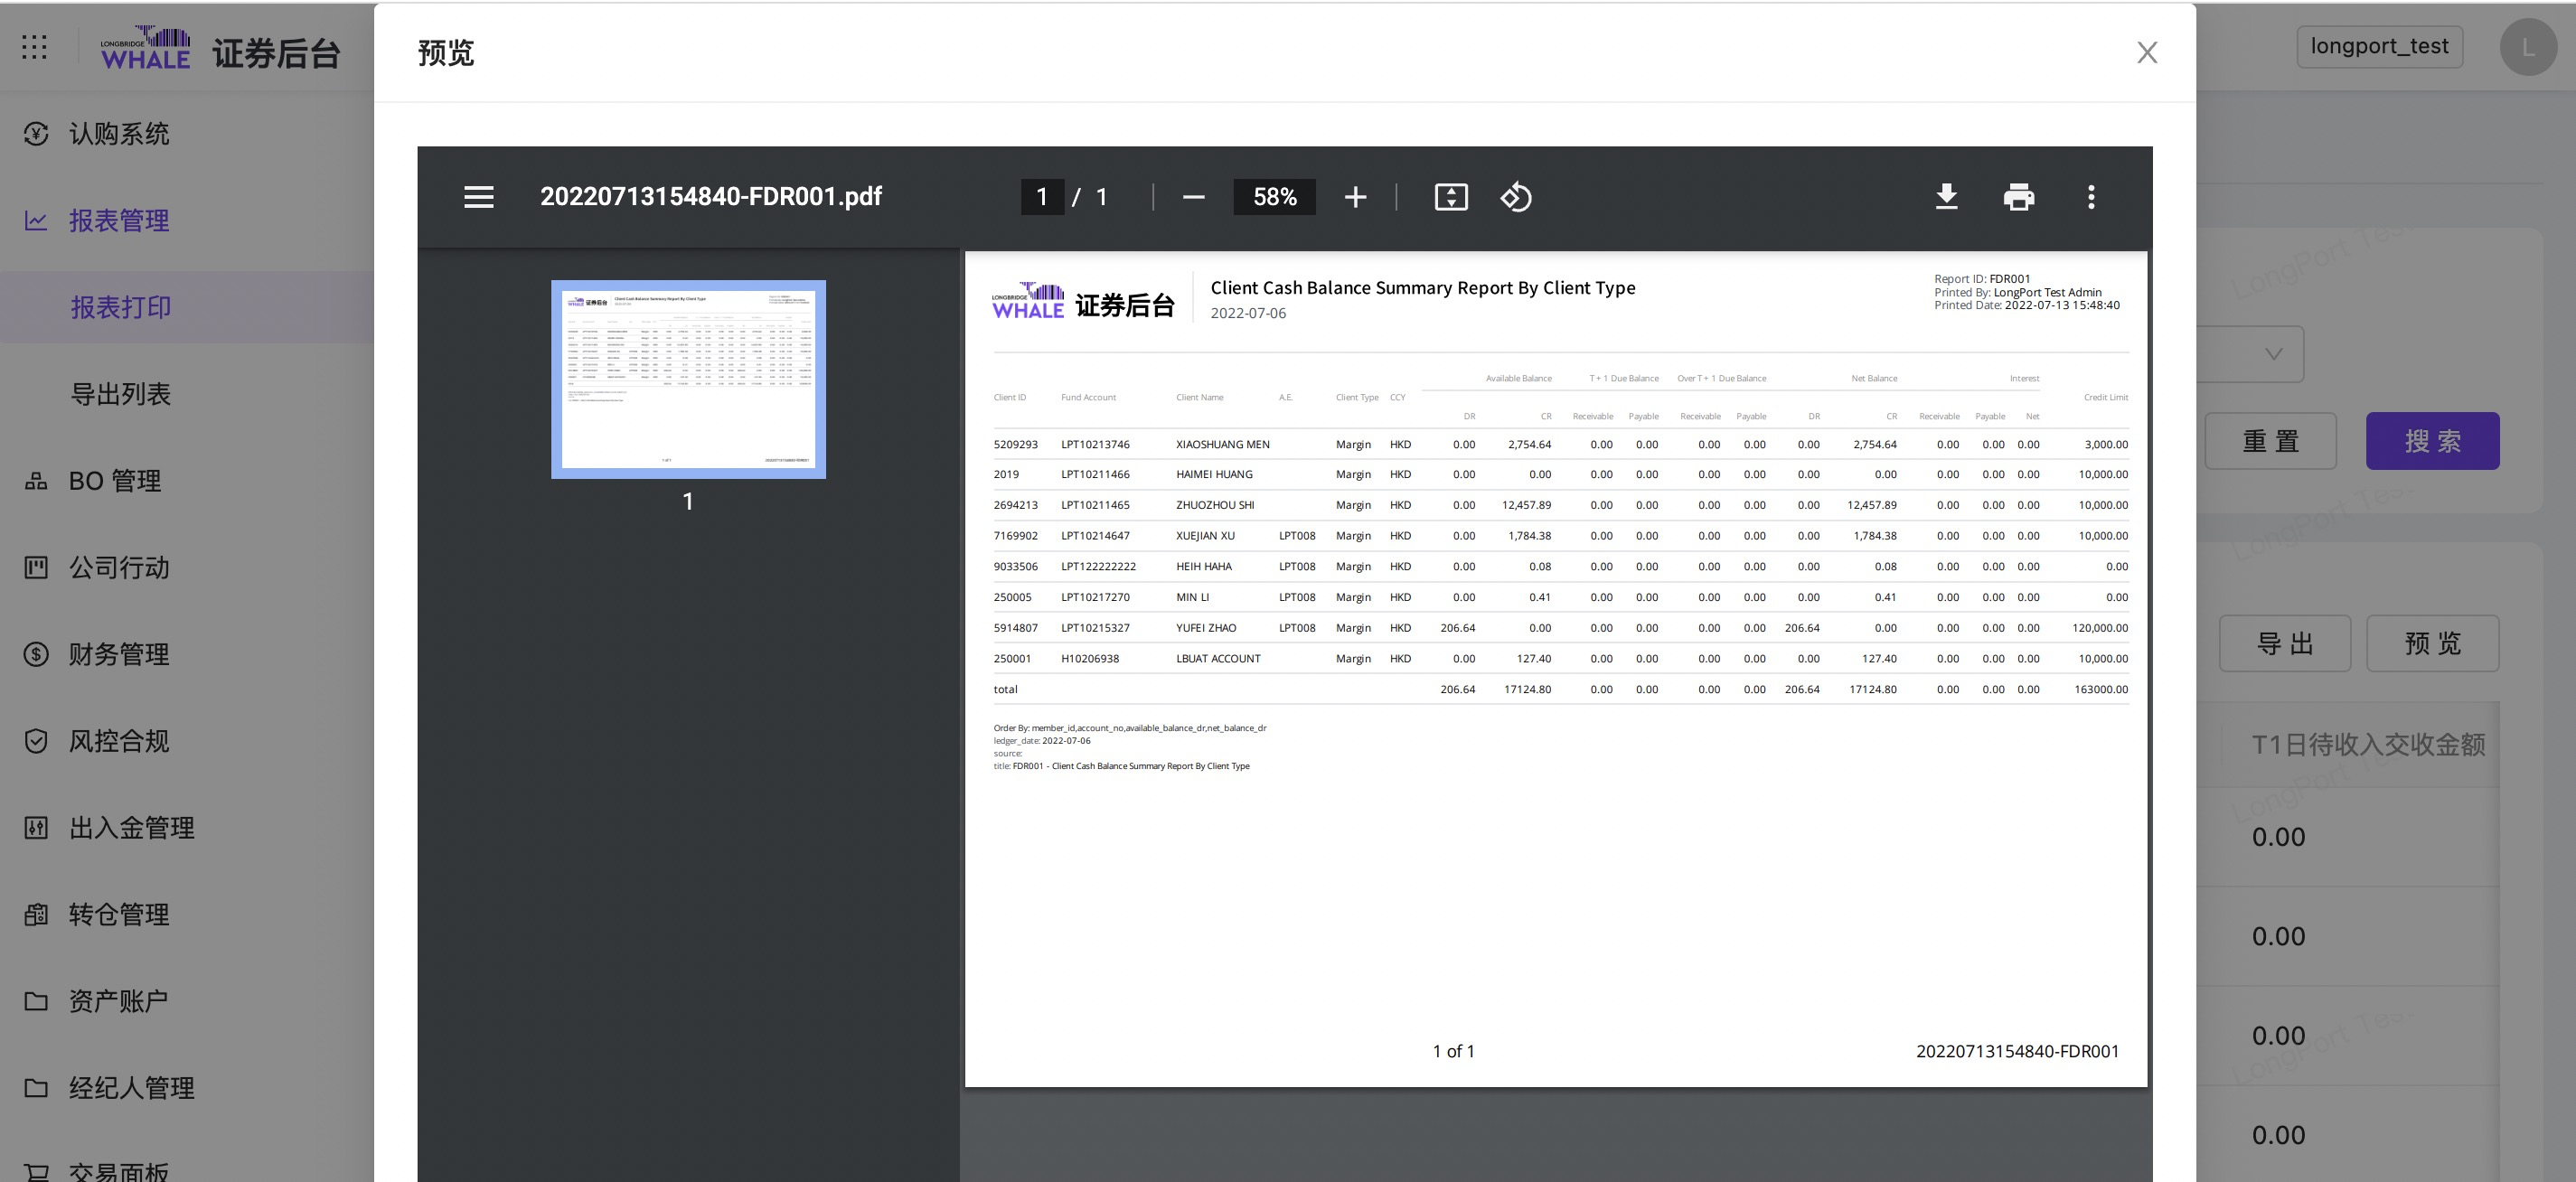 LONGBRIDGE
WHALE 证券后台
longport_test
L
认购系统
报表管理
报表打印
导出列表
BO 管理
公司行动
财务管理
风控合规
出入金管理
转仓管理
资产账户
经纪人管理
交易面板
预览
20220713154840-FDR001.pdf
1 / 1
58%
1
LONGBRIDGE
WHALE 证券后台
Client Cash Balance Summary Report By Client Type
2022-07-06
Report ID: FDR001
Printed By: LongPort Test Admin
Printed Date: 2022-07-13 15:48:40
Available Balance T + 1 Due Balance Over T + 1 Due Balance Net Balance Interest
Client ID Fund Account Client Name A.E. Client Type CCY Credit Limit
DR CR Receivable Payable Receivable Payable DR CR Receivable Payable Net
5209293 LPT10213746 XIAOSHUANG MEN Margin HKD 0.00 2,754.64 0.00 0.00 0.00 0.00 0.00 2,754.64 0.00 0.00 0.00 3,000.00
2019 LPT10211466 HAIMEI HUANG Margin HKD 0.00 0.00 0.00 0.00 0.00 0.00 0.00 0.00 0.00 0.00 0.00 10,000.00
2694213 LPT10211465 ZHUOZHOU SHI Margin HKD 0.00 12,457.89 0.00 0.00 0.00 0.00 0.00 12,457.89 0.00 0.00 0.00 10,000.00
7169902 LPT10214647 XUEJIAN XU LPT008 Margin HKD 0.00 1,784.38 0.00 0.00 0.00 0.00 0.00 1,784.38 0.00 0.00 0.00 10,000.00
9033506 LPT122222222 HEIH HAHA LPT008 Margin HKD 0.00 0.08 0.00 0.00 0.00 0.00 0.00 0.08 0.00 0.00 0.00 0.00
250005 LPT10217270 MIN LI LPT008 Margin HKD 0.00 0.41 0.00 0.00 0.00 0.00 0.00 0.41 0.00 0.00 0.00 0.00
5914807 LPT10215327 YUFEI ZHAO LPT008 Margin HKD 206.64 0.00 0.00 0.00 0.00 0.00 206.64 0.00 0.00 0.00 0.00 120,000.00
250001 H10206938 LBUAT ACCOUNT Margin HKD 0.00 127.40 0.00 0.00 0.00 0.00 0.00 127.40 0.00 0.00 0.00 10,000.00
total 206.64 17124.80 0.00 0.00 0.00 0.00 206.64 17124.80 0.00 0.00 0.00 163000.00
Order By: member_id,account_no,available_balance_dr,net_balance_dr
ledger_date: 2022-07-06
source:
title: FDR001 - Client Cash Balance Summary Report By Client Type
1 of 1
20220713154840-FDR001
重 置
搜 索
导 出
预 览
T1日待收入交收金额
0.00
0.00
0.00
0.00
LongPort Tes
LongPort Tes
LongPort Tes
LongPort Tes